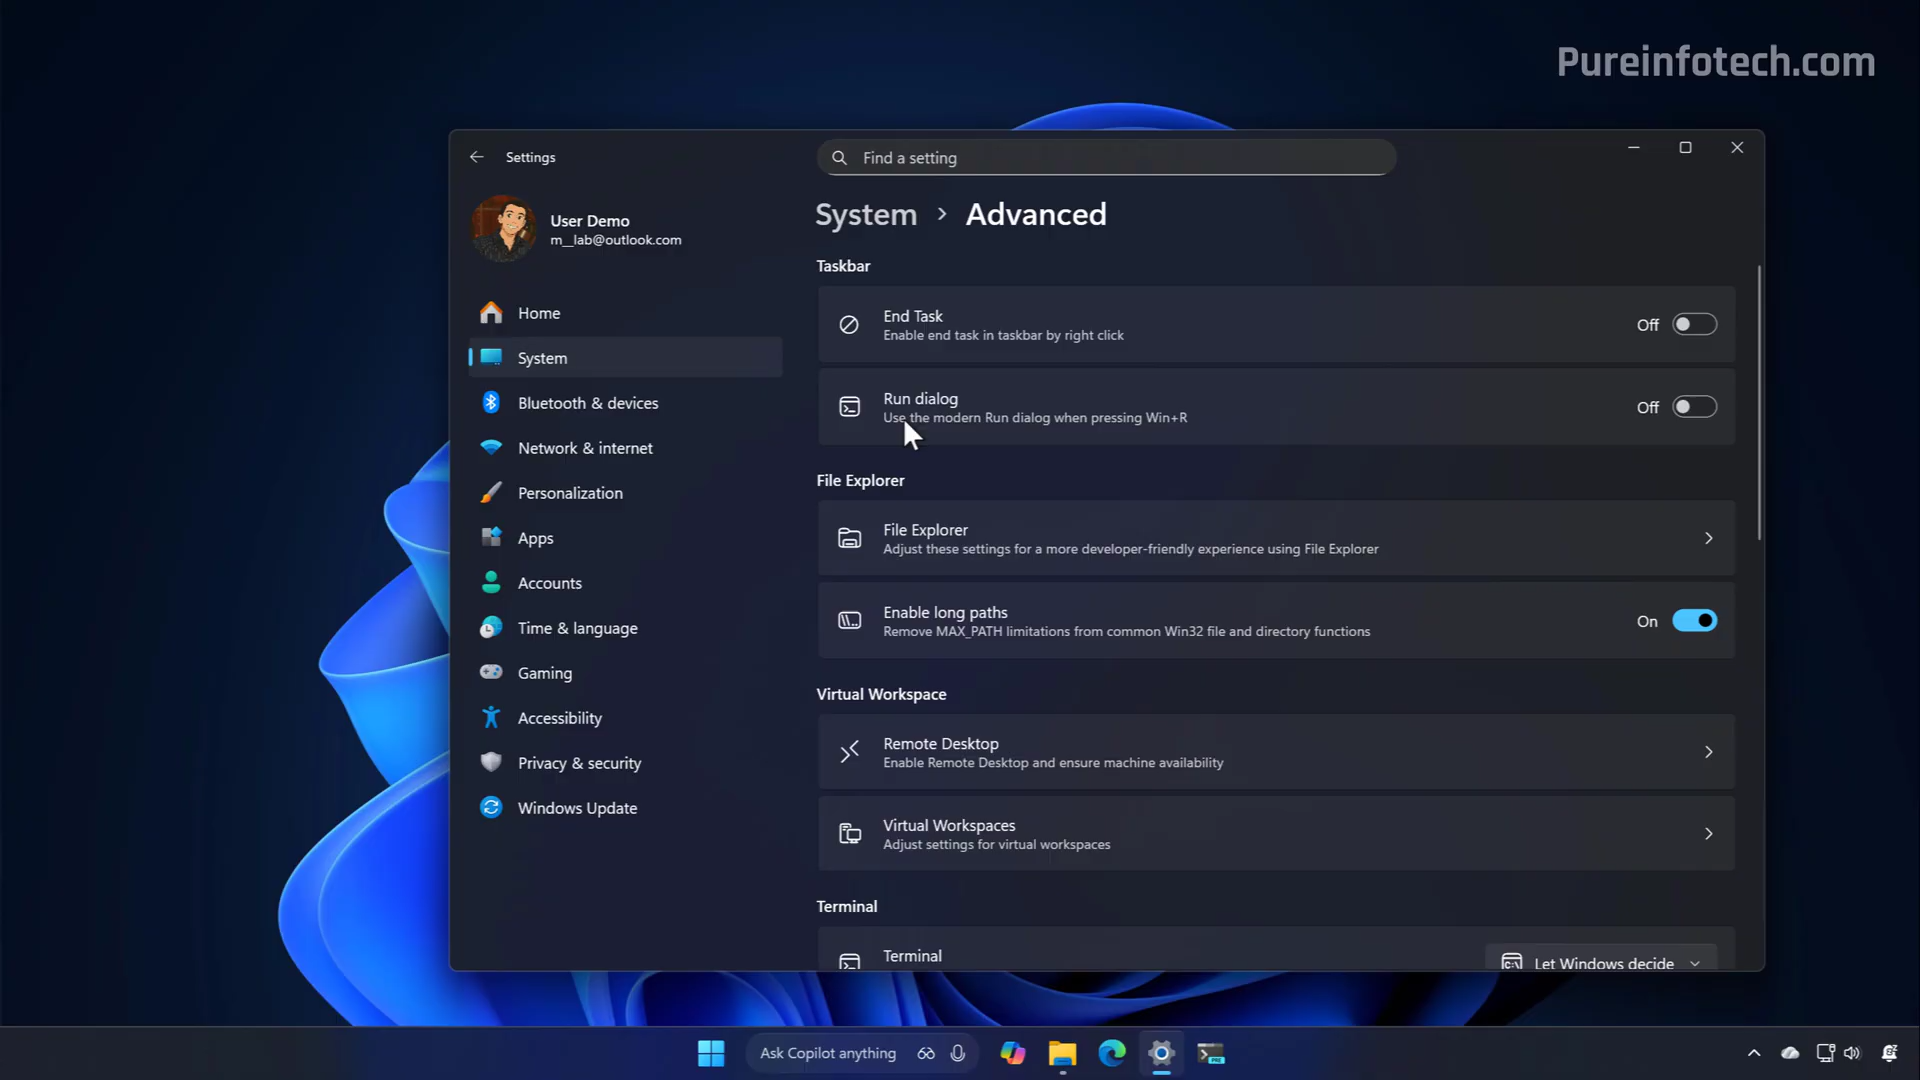 Pureinfotech.com
Settings
Find a setting
User Demo
m__lab@outlook.com
Home
System
Bluetooth & devices
Network & internet
Personalization
Apps
Accounts
Time & language
Gaming
Accessibility
Privacy & security
Windows Update
System > Advanced
Taskbar
End Task
Enable end task in taskbar by right click
Off
Run dialog
Use the modern Run dialog when pressing Win+R
Off
File Explorer
File Explorer
Adjust these settings for a more developer-friendly experience using File Explorer
Enable long paths
Remove MAX_PATH limitations from common Win32 file and directory functions
On
Virtual Workspace
Remote Desktop
Enable Remote Desktop and ensure machine availability
Virtual Workspaces
Adjust settings for virtual workspaces
Terminal
Terminal
Let Windows decide
Ask Copilot anything
PRE